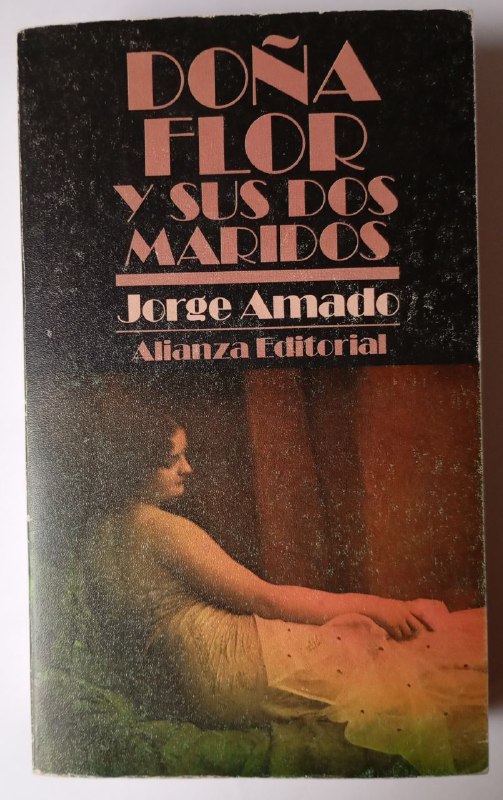 DOÑA
FLOR
Y SUS DOS
MARIDOS
Jorge Amado
Alianza Editorial